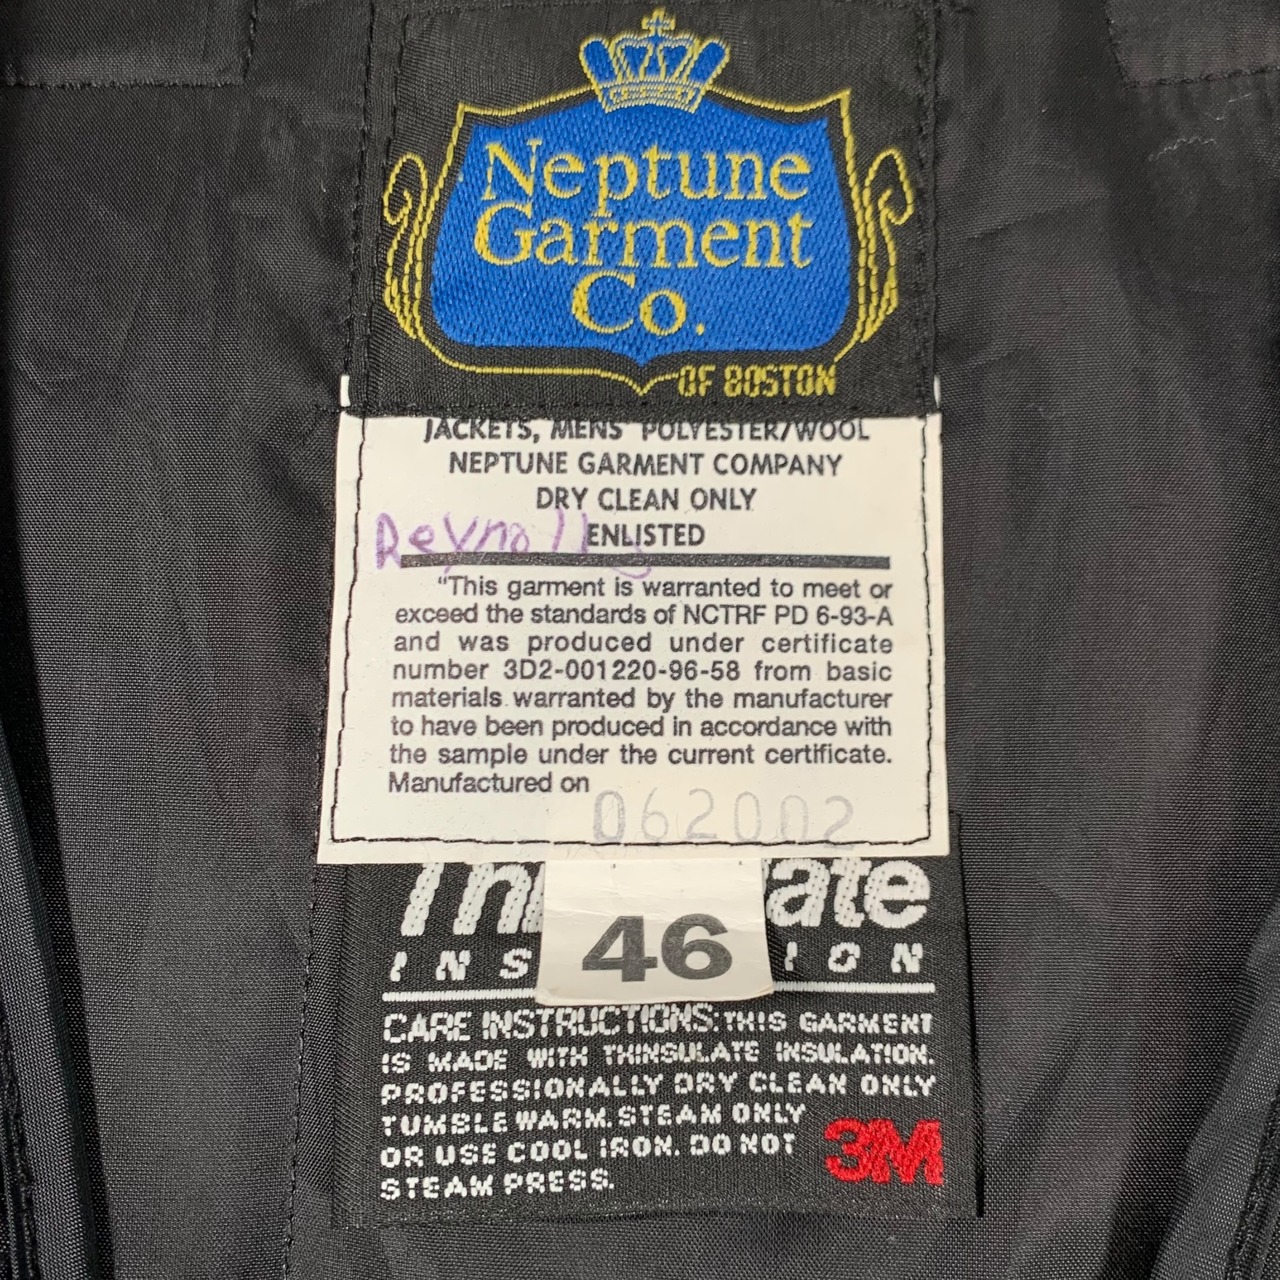 Neptune
Garment
Co.
OF BOSTON
JACKETS, MENS' POLYESTER/WOOL
NEPTUNE GARMENT COMPANY
DRY CLEAN ONLY
ENLISTED
"This garment is warranted to meet or
exceed the standards of NCTRF PD 6-93-A
and was produced under certificate
number 3D2-001220-96-58 from basic
materials warranted by the manufacturer
to have been produced in accordance with
the sample under the current certificate.
Manufactured on
062002
46
CARE INSTRUCTIONS:THIS GARMENT
IS MADE WITH THINSULATE INSULATION.
PROFESSIONALLY DRY CLEAN ONLY
TUMBLE WARM. STEAM ONLY
OR USE COOL IRON. DO NOT
STEAM PRESS.
3M